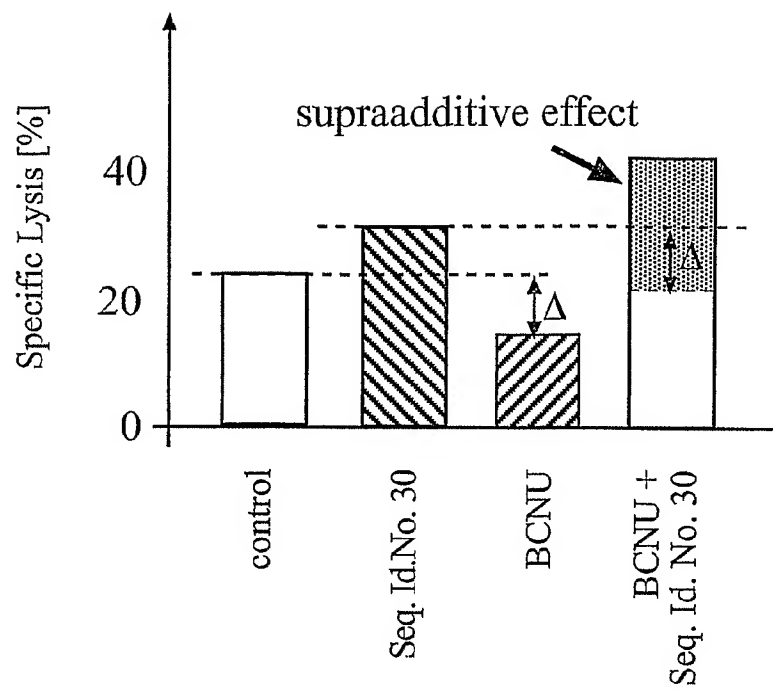 Specific Lysis [%]
supraadditive effect
40
20
0
Δ
Δ
control
Seq. Id.No. 30
BCNU
BCNU +
Seq. Id. No. 30